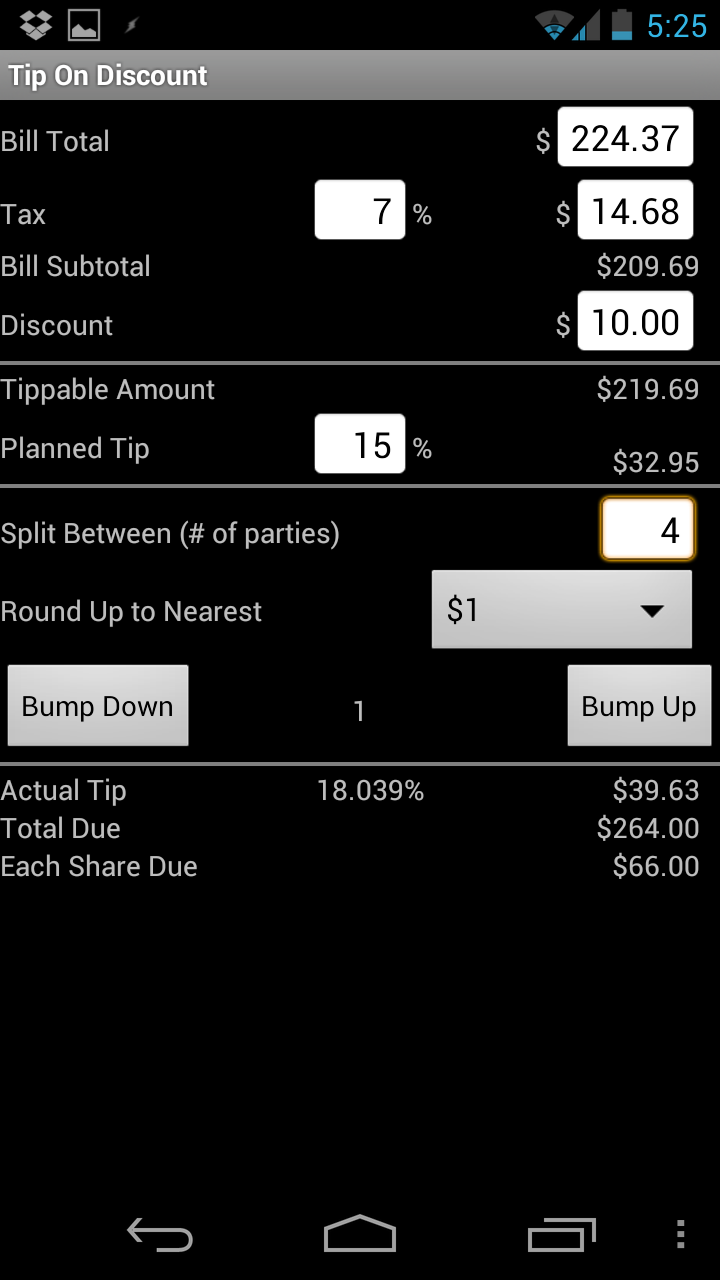 5:25
Tip On Discount
Bill Total $ 224.37
Tax 7 % $ 14.68
Bill Subtotal $209.69
Discount $ 10.00
Tippable Amount $219.69
Planned Tip 15 % $32.95
Split Between (# of parties) 4
Round Up to Nearest $1
Bump Down 1 Bump Up
Actual Tip 18.039% $39.63
Total Due $264.00
Each Share Due $66.00